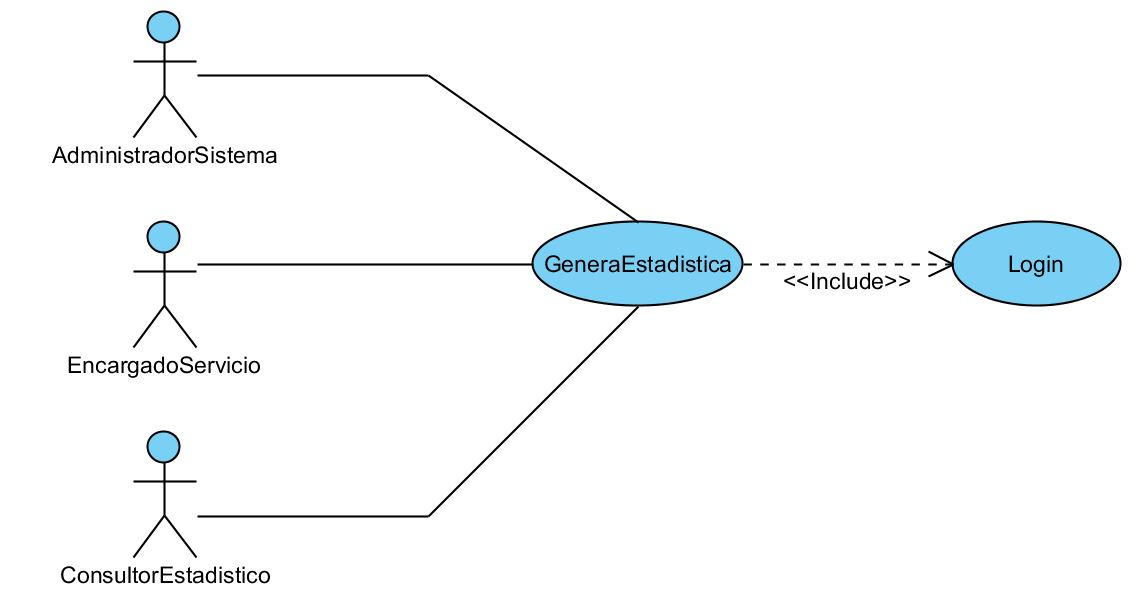 AdministradorSistema
EncargadoServicio
ConsultorEstadistico
GeneraEstadistica
<<Include>>
Login